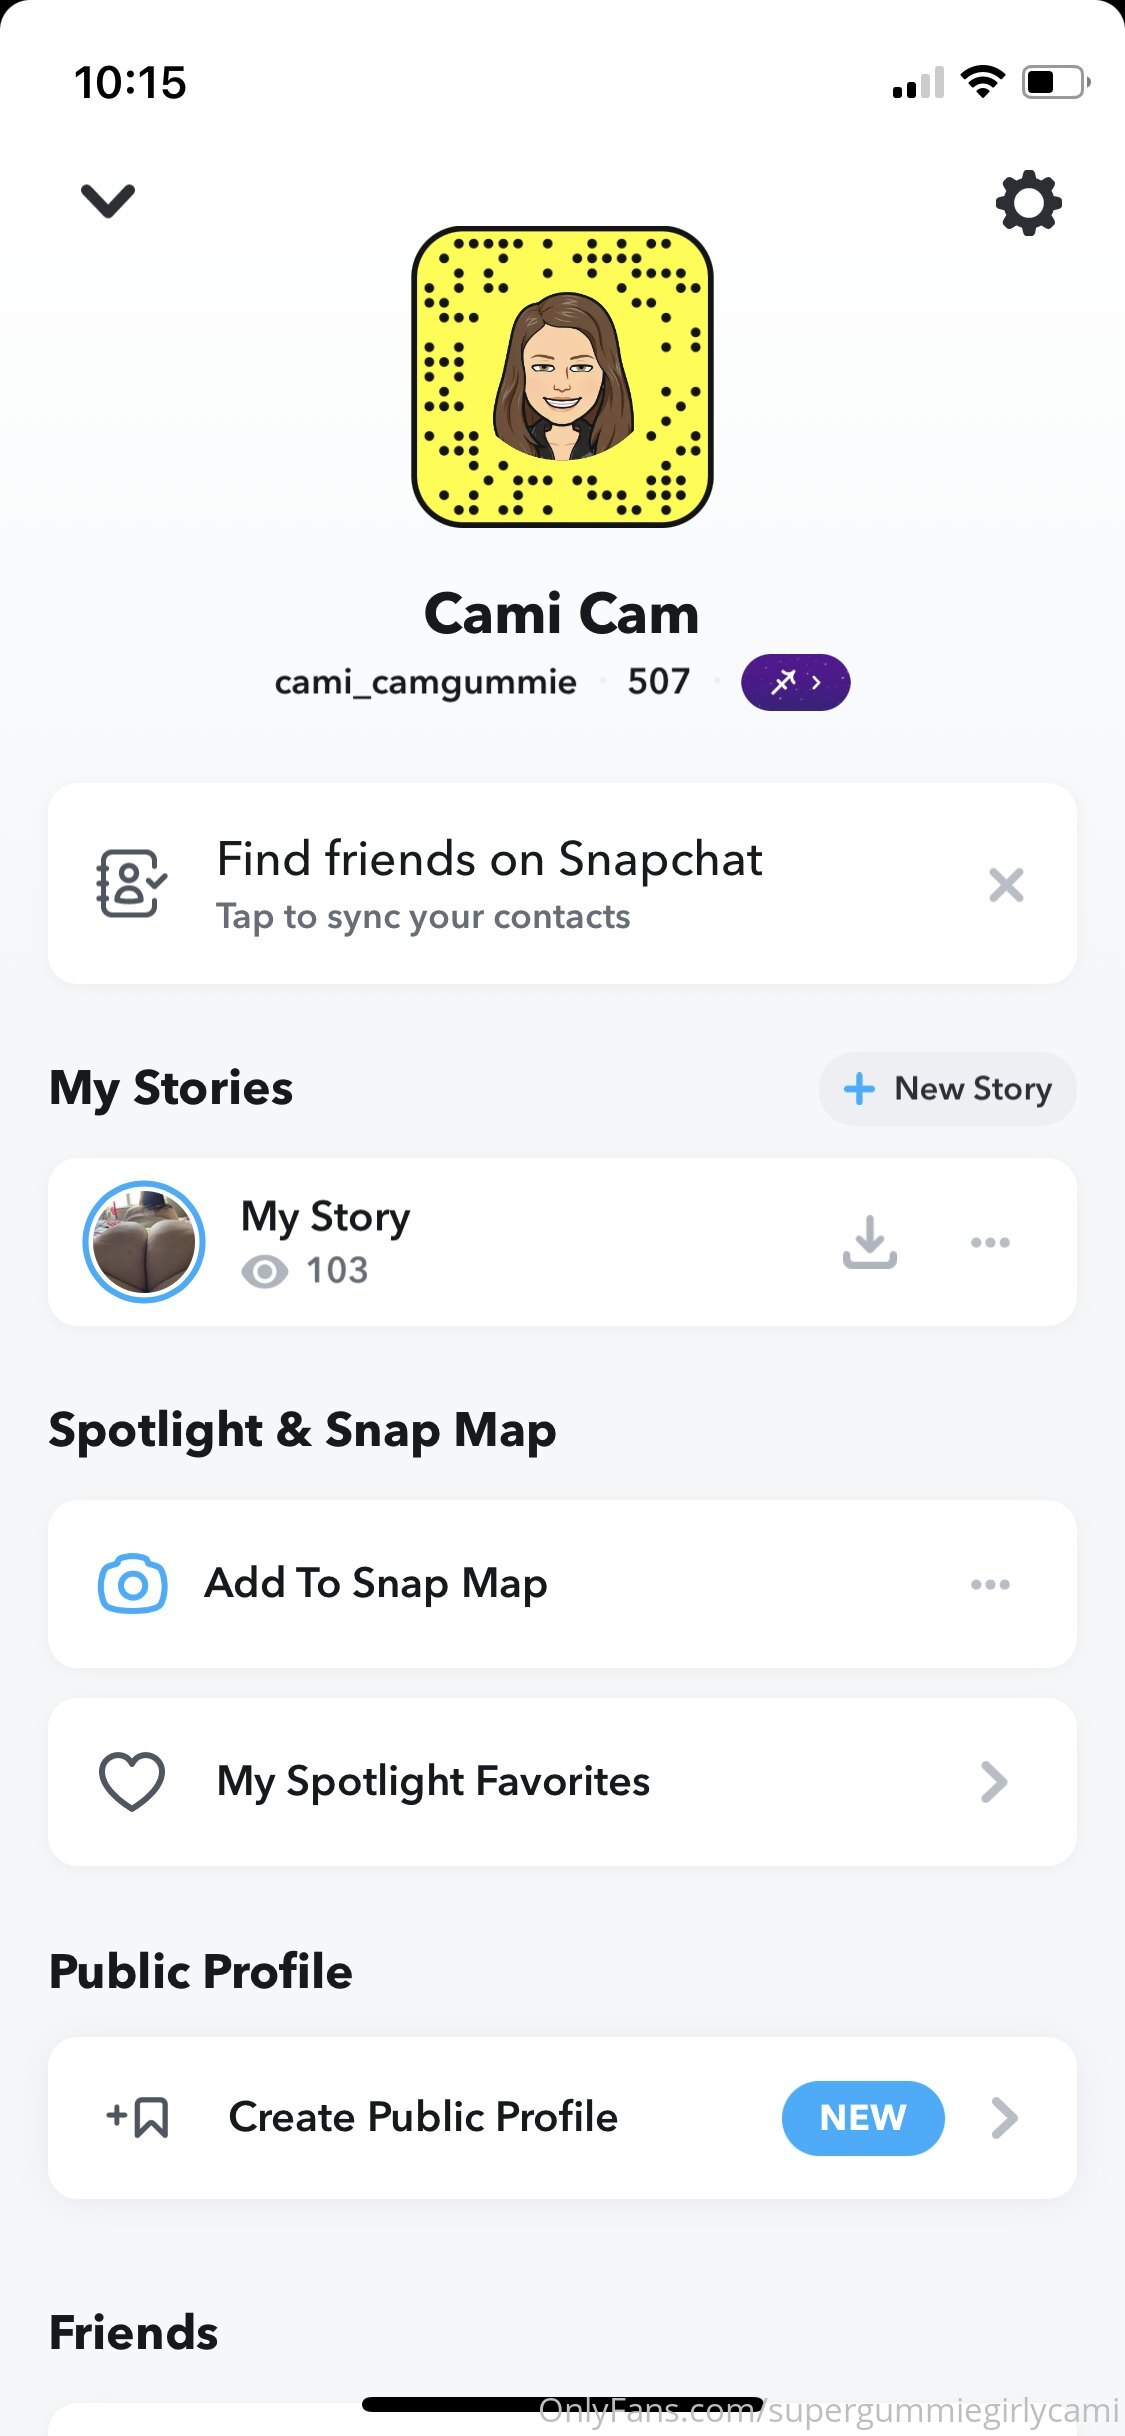 10:15
Cami Cam
cami_camgummie · 507 ·
Find friends on Snapchat
Tap to sync your contacts
My Stories
+ New Story
My Story
103
Spotlight & Snap Map
Add To Snap Map
My Spotlight Favorites
Public Profile
Create Public Profile
NEW
Friends
OnlyFans.com/supergummiegirlycami